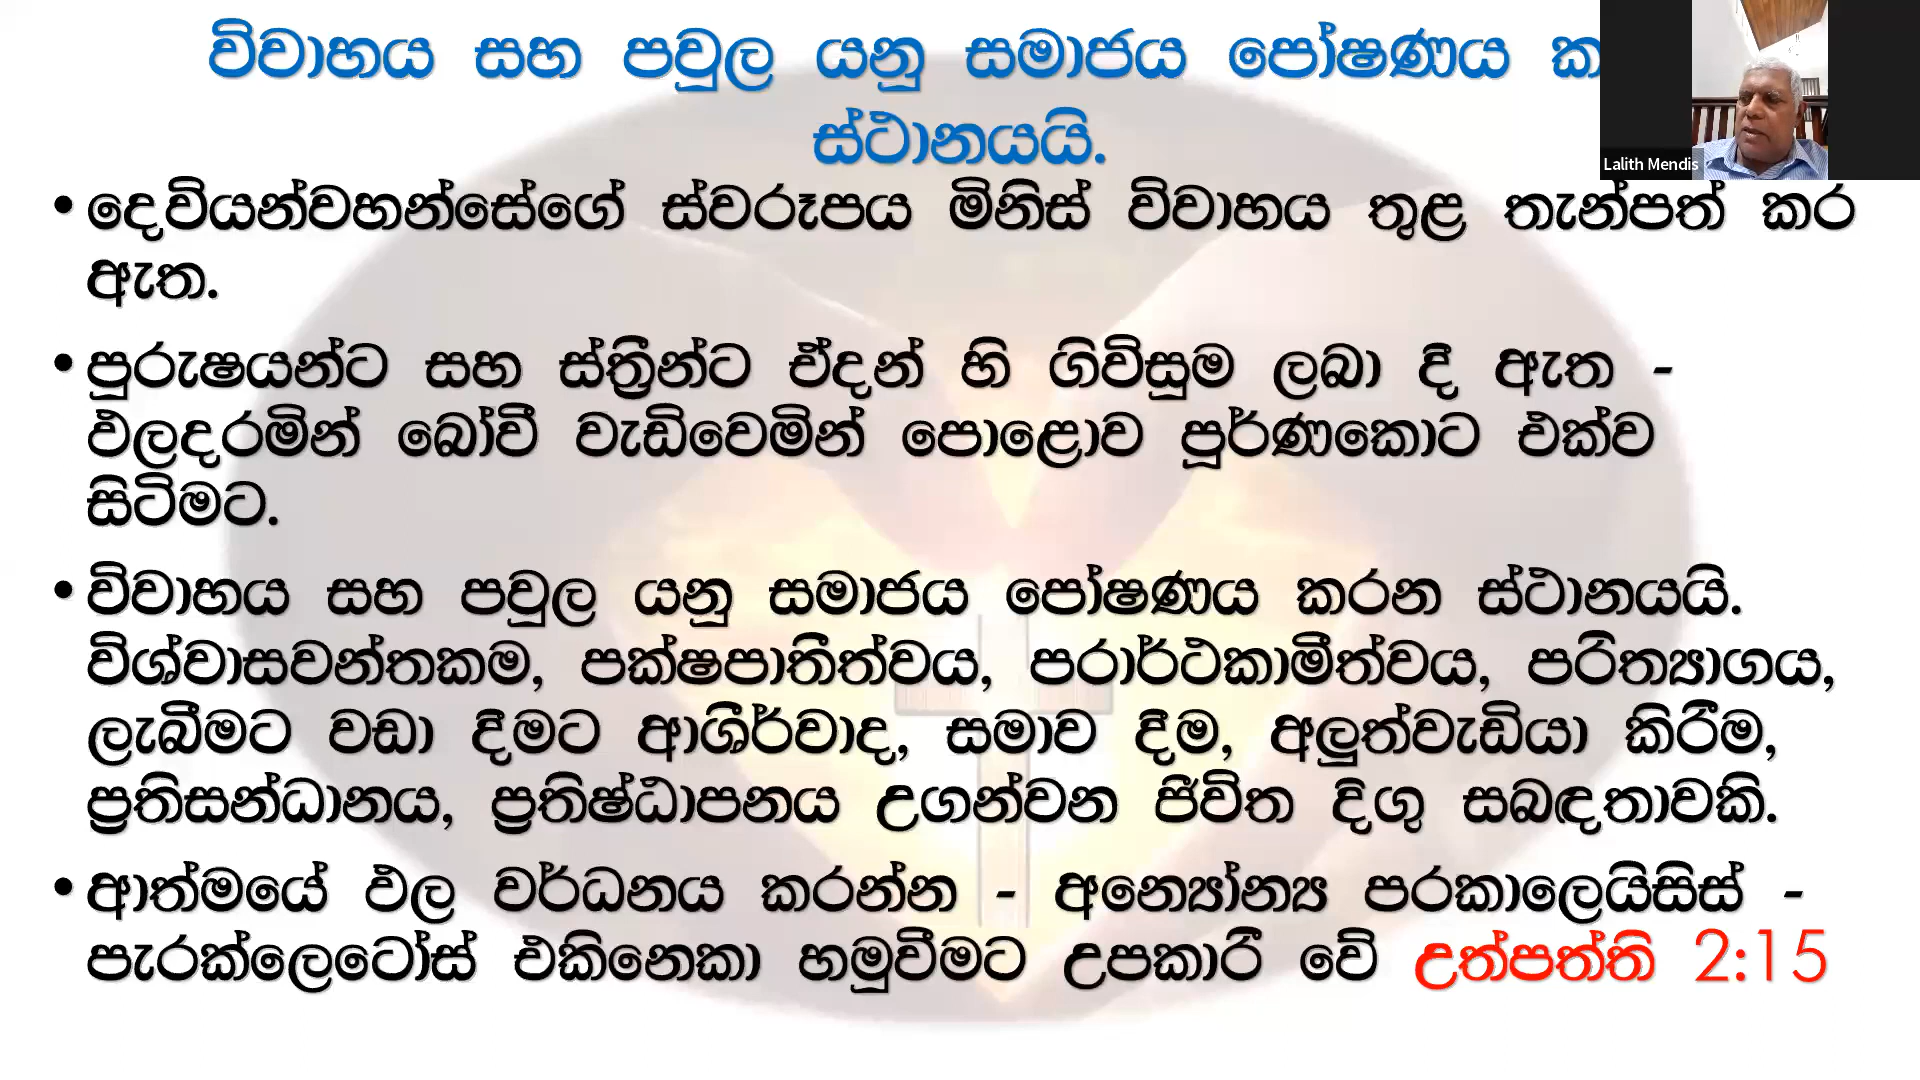 විවාහය සහ පවුල යනු සමාජය පෝෂණය ක
ස්ථානයයි.
Lalith Mendis
• දෙවියන්වහන්සේගේ ස්වරූපය මිනිස් විවාහය තුළ තැන්පත් කර
ඇත.
• පුරුෂයන්ට සහ ස්ත්‍රීන්ට ඒදන් හි ගිවිසුම ලබා දී ඇත -
ඵලදරමින් බෝවී වැඩිවෙමින් පොළොව පූර්ණකොට එක්ව
සිටිමට.
• විවාහය සහ පවුල යනු සමාජය පෝෂණය කරන ස්ථානයයි.
විශ්වාසවන්තකම, පක්ෂපාතීත්වය, පරාර්ථකාමීත්වය, පරිත්‍යාගය,
ලැබීමට වඩා දීමට ආශීර්වාද, සමාව දීම, අලුත්වැඩියා කිරීම,
ප්‍රතිසන්ධානය, ප්‍රතිෂ්ඨාපනය උගන්වන ජීවිත දිගු සබඳතාවකි.
• ආත්මයේ ඵල වර්ධනය කරන්න - අන්‍යෝන්‍ය පරකාලෙයිසිස් -
පැරක්ලෙටෝස් එකිනෙකා හමුවීමට උපකාරී වේ උත්පත්ති 2:15